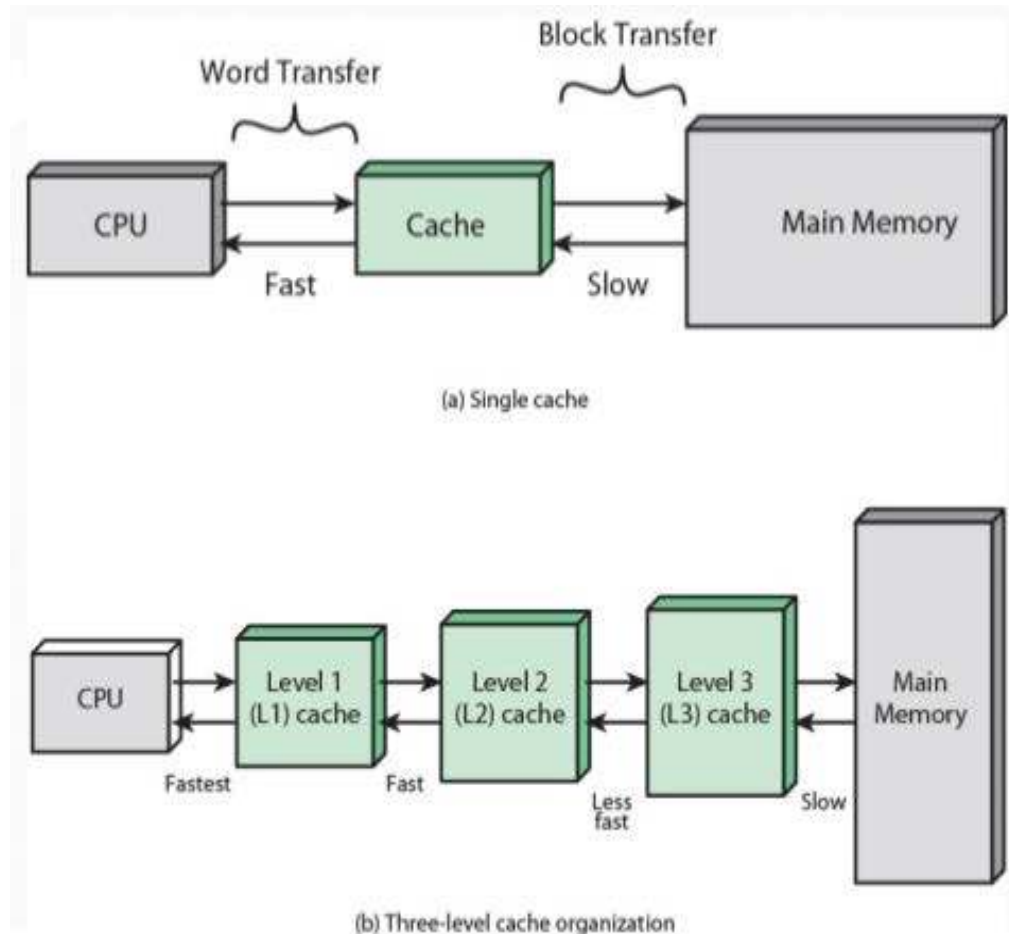 Block Transfer
Word Transfer
CPU
Cache
Main Memory
Fast
Slow
(a) Single cache
CPU
Level 1
(L1) cache
Level 2
(L2) cache
Level 3
(L3) cache
Main
Memory
Fastest
Fast
Less
fast
Slow
(b) Three-level cache organization